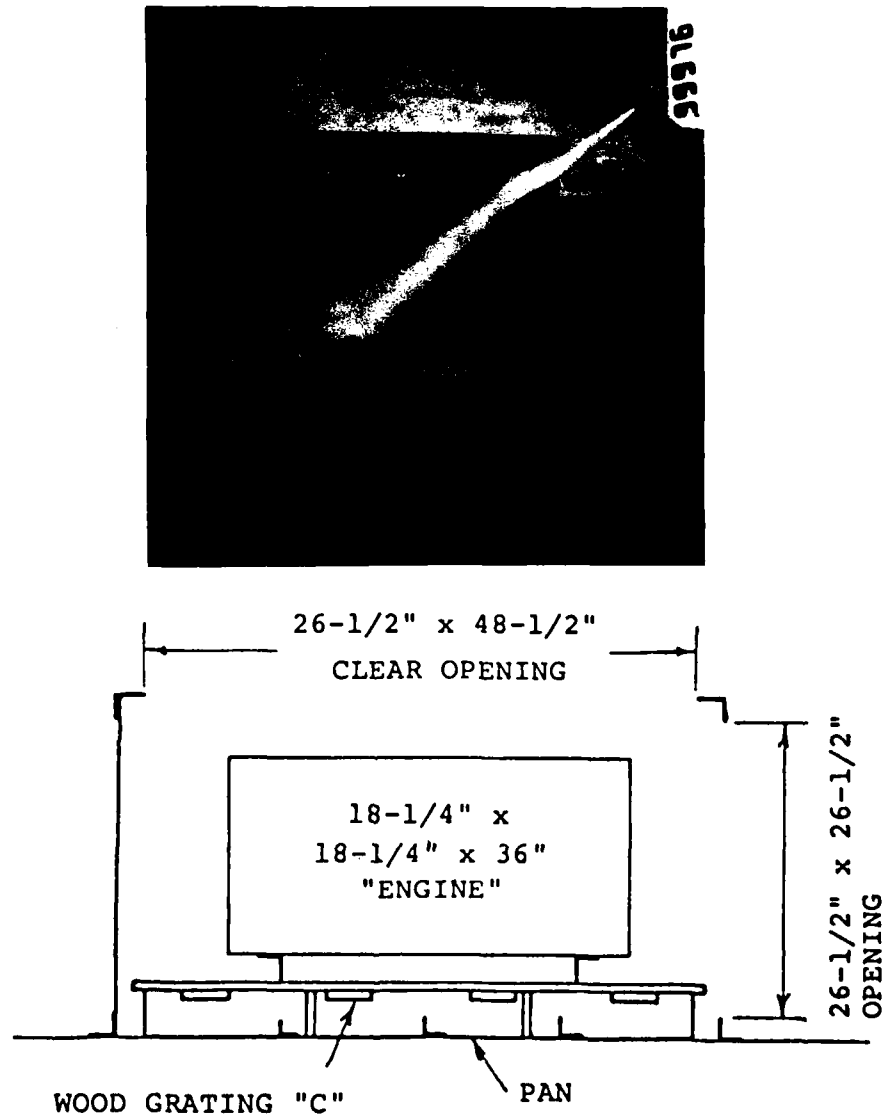 99976
26-1/2" x 48-1/2"
CLEAR OPENING
18-1/4" x
18-1/4" x 36"
"ENGINE"
26-1/2" x 26-1/2"
OPENING
WOOD GRATING "C"
PAN